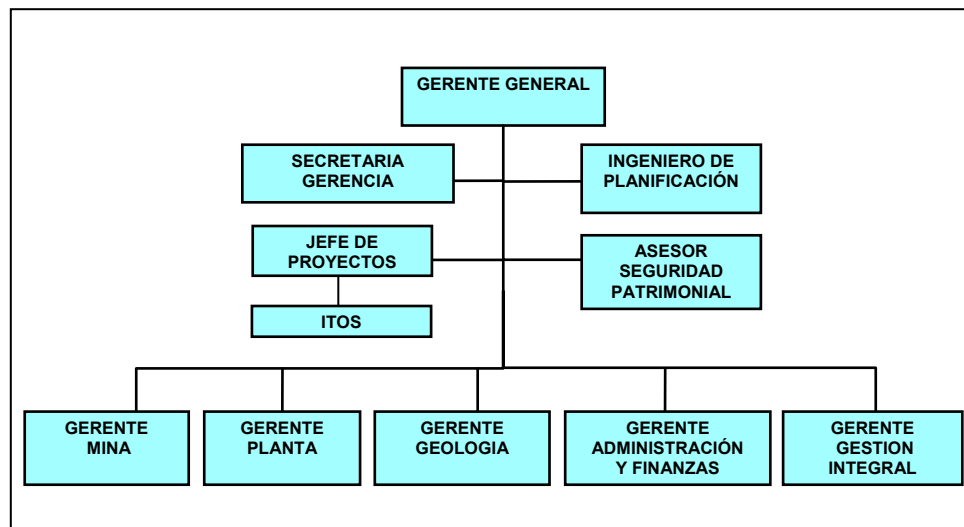 GERENTE GENERAL
SECRETARIA
GERENCIA
INGENIERO DE
PLANIFICACIÓN
JEFE DE
PROYECTOS
ASESOR
SEGURIDAD
PATRIMONIAL
ITOS
GERENTE
MINA
GERENTE
PLANTA
GERENTE
GEOLOGIA
GERENTE
ADMINISTRACIÓN
Y FINANZAS
GERENTE
GESTION
INTEGRAL